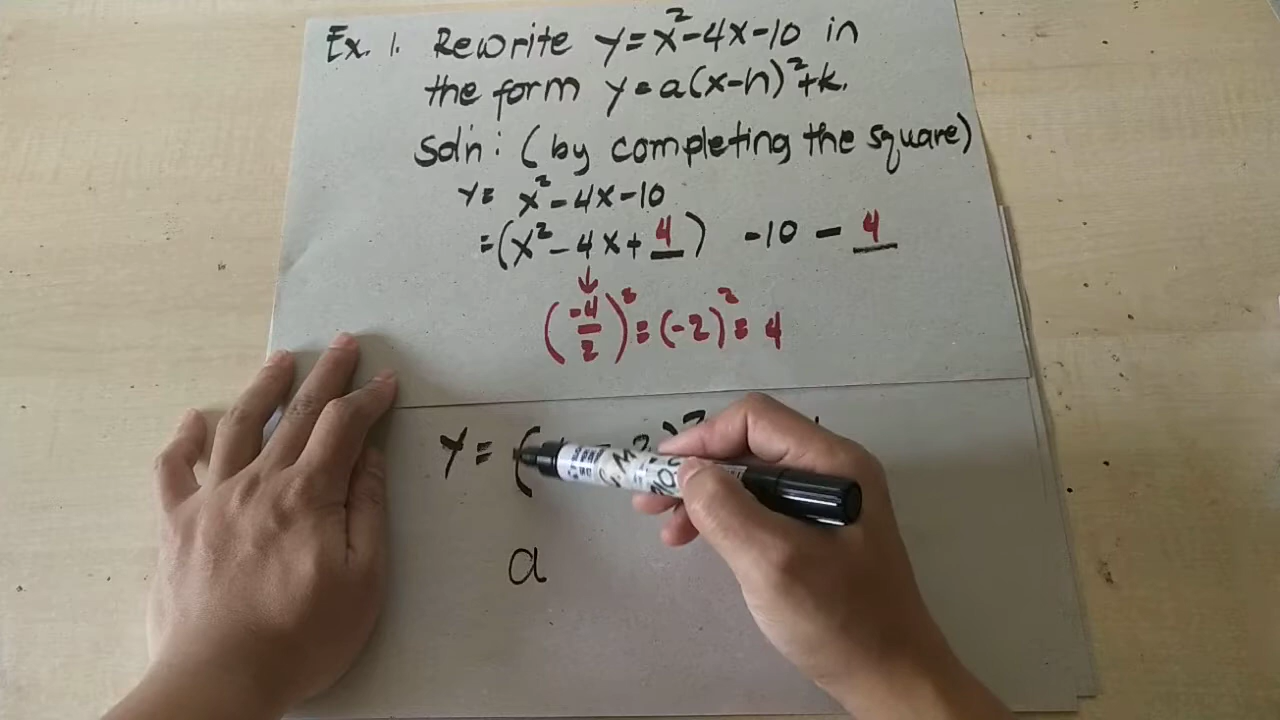 Ex. 1. Rewrite y=x²-4x-10 in
the form y=a(x-h)²+k.
Sol'n: (by completing the square)
y= x²-4x-10
=(x²-4x+4) -10-4
(-4/2)²=(-2)²=4
y= (
a